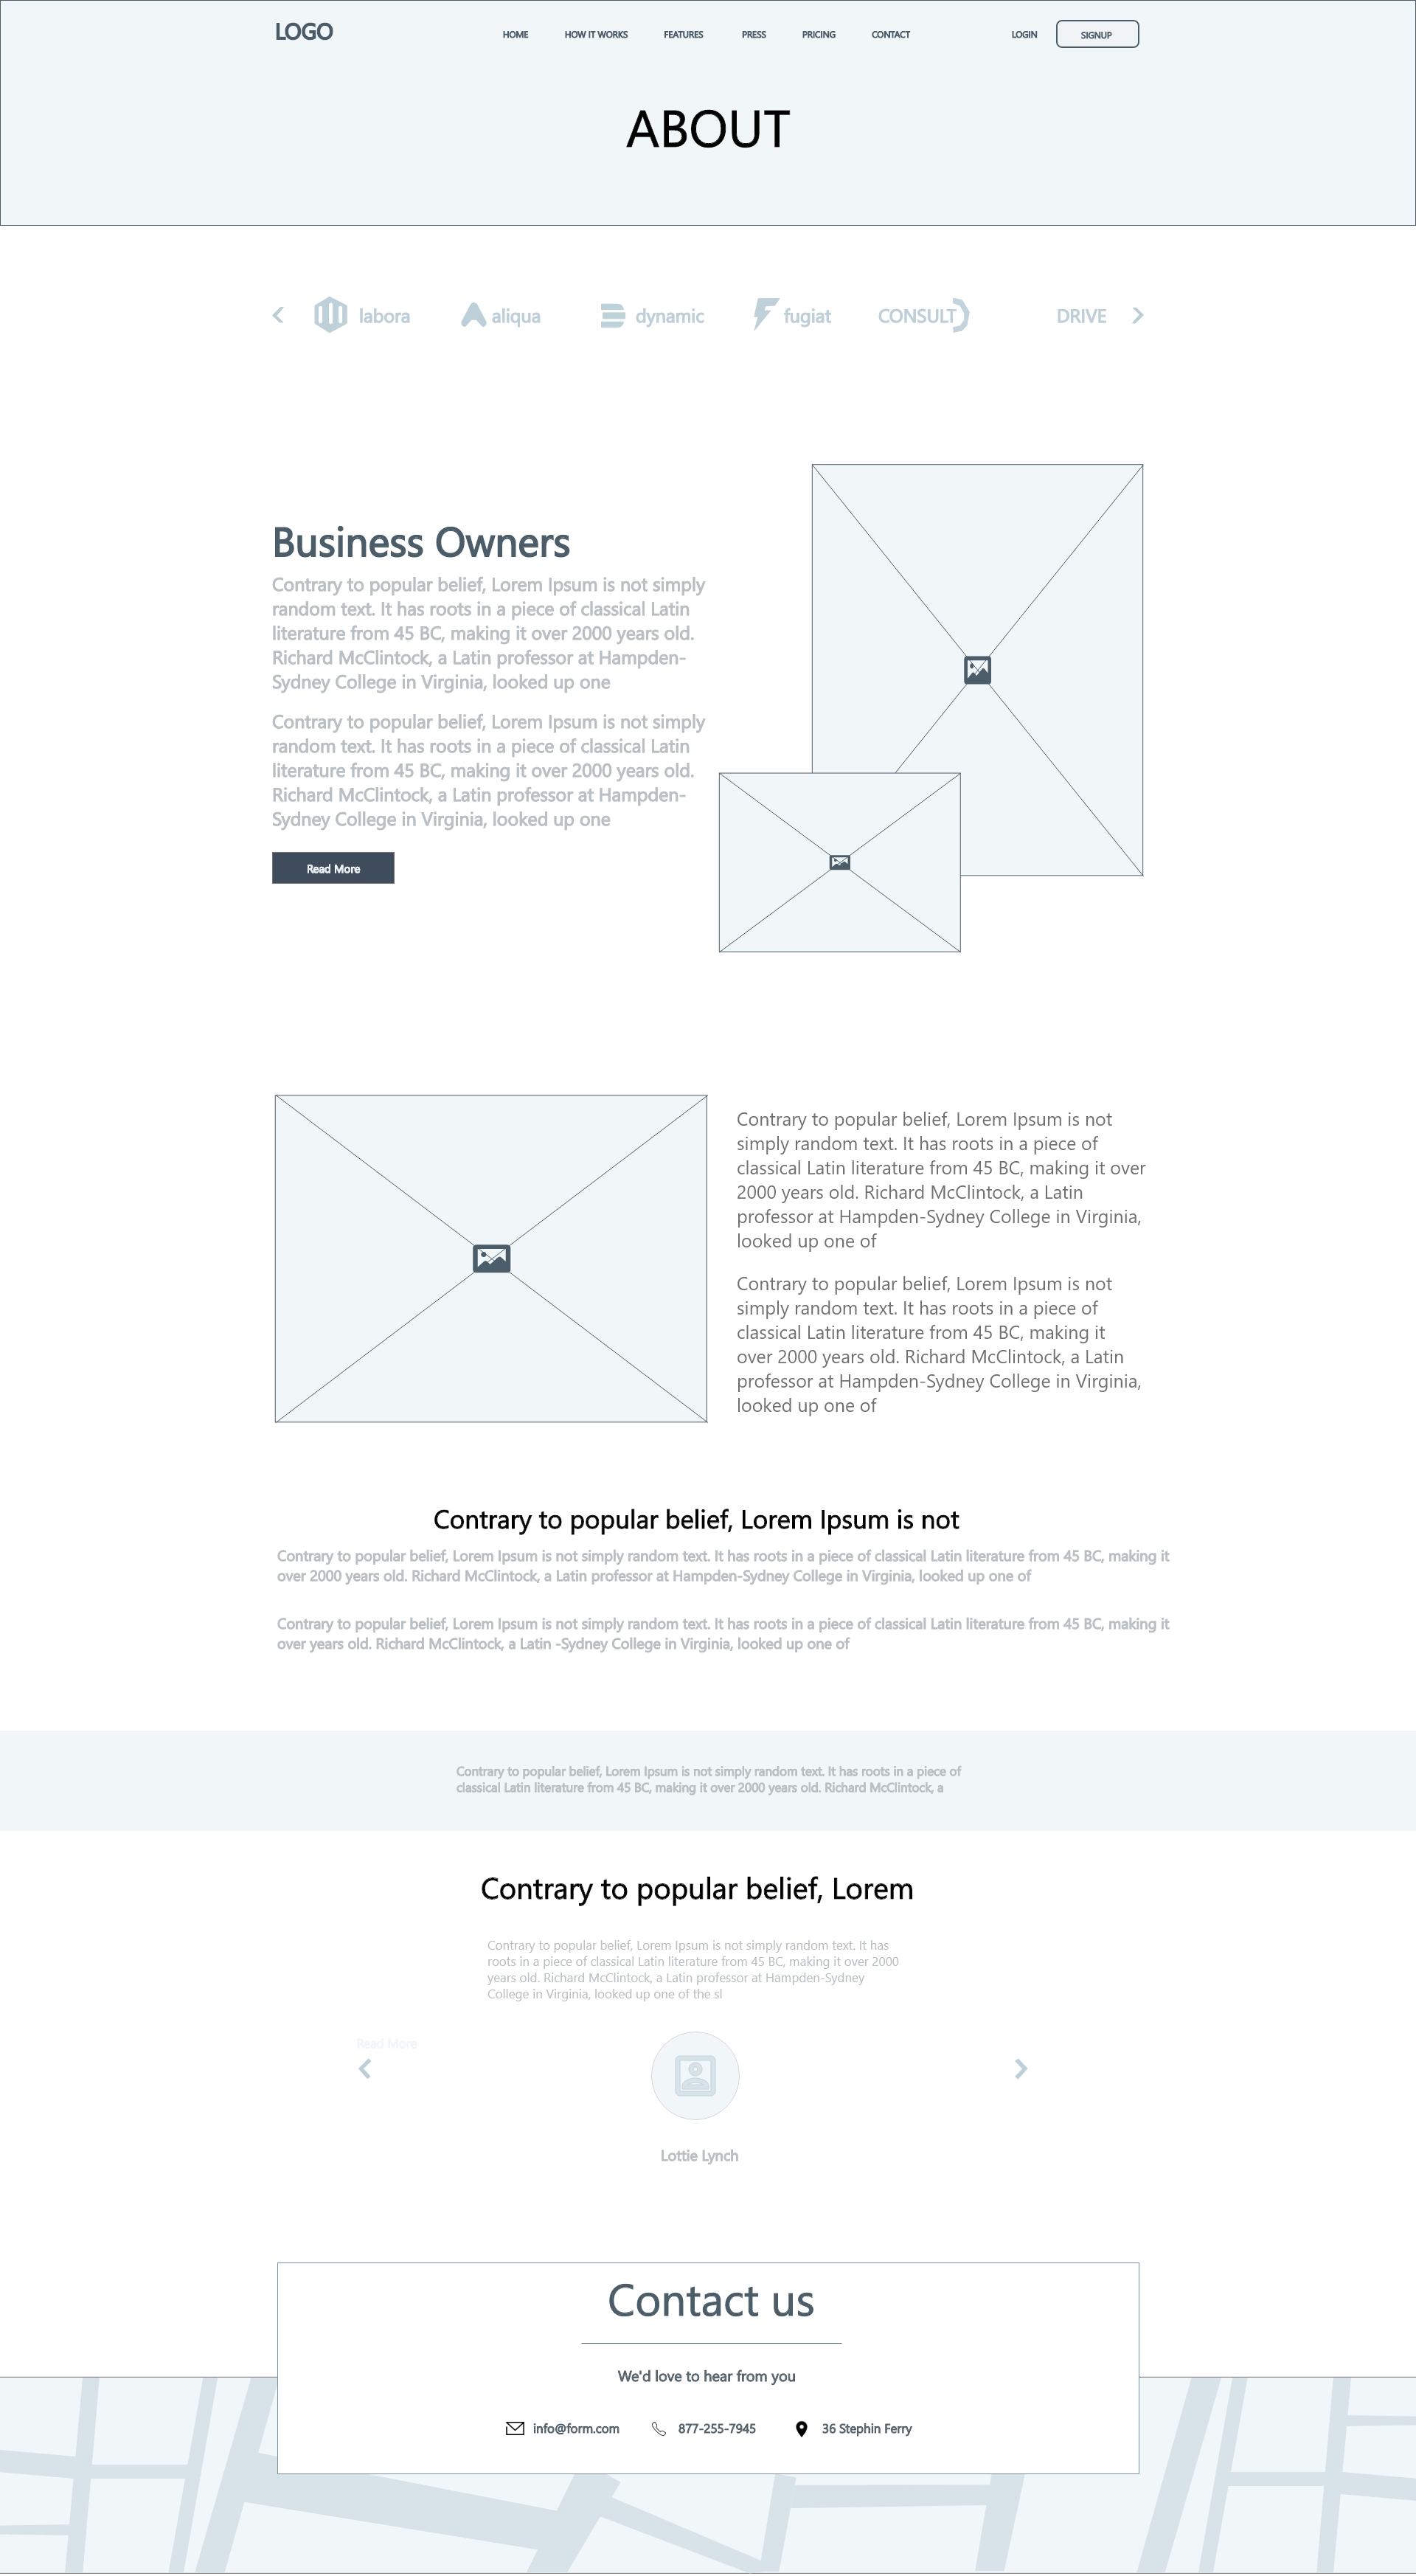 LOGO
HOME HOW IT WORKS FEATURES PRESS PRICING CONTACT LOGIN SIGNUP
ABOUT
labora aliqua dynamic fugiat CONSULT DRIVE
Business Owners
Contrary to popular belief, Lorem Ipsum is not simply
random text. It has roots in a piece of classical Latin
literature from 45 BC, making it over 2000 years old.
Richard McClintock, a Latin professor at Hampden-
Sydney College in Virginia, looked up one
Contrary to popular belief, Lorem Ipsum is not simply
random text. It has roots in a piece of classical Latin
literature from 45 BC, making it over 2000 years old.
Richard McClintock, a Latin professor at Hampden-
Sydney College in Virginia, looked up one
Read More
Contrary to popular belief, Lorem Ipsum is not
simply random text. It has roots in a piece of
classical Latin literature from 45 BC, making it over
2000 years old. Richard McClintock, a Latin
professor at Hampden-Sydney College in Virginia,
looked up one of
Contrary to popular belief, Lorem Ipsum is not
simply random text. It has roots in a piece of
classical Latin literature from 45 BC, making it
over 2000 years old. Richard McClintock, a Latin
professor at Hampden-Sydney College in Virginia,
looked up one of
Contrary to popular belief, Lorem Ipsum is not
Contrary to popular belief, Lorem Ipsum is not simply random text. It has roots in a piece of classical Latin literature from 45 BC, making it
over 2000 years old. Richard McClintock, a Latin professor at Hampden-Sydney College in Virginia, looked up one of
Contrary to popular belief, Lorem Ipsum is not simply random text. It has roots in a piece of classical Latin literature from 45 BC, making it
over years old. Richard McClintock, a Latin -Sydney College in Virginia, looked up one of
Contrary to popular belief, Lorem Ipsum is not simply random text. It has roots in a piece of
classical Latin literature from 45 BC, making it over 2000 years old. Richard McClintock, a
Contrary to popular belief, Lorem
Contrary to popular belief, Lorem Ipsum is not simply random text. It has
roots in a piece of classical Latin literature from 45 BC, making it over 2000
years old. Richard McClintock, a Latin professor at Hampden-Sydney
College in Virginia, looked up one of the sl
Read More
Lottie Lynch
Contact us
We'd love to hear from you
info@form.com 877-255-7945 36 Stephin Ferry